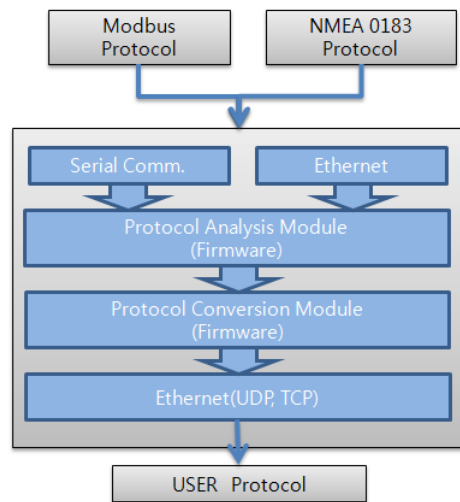 Modbus
Protocol
NMEA 0183
Protocol
Serial Comm.
Ethernet
Protocol Analysis Module
(Firmware)
Protocol Conversion Module
(Firmware)
Ethernet(UDP, TCP)
USER Protocol